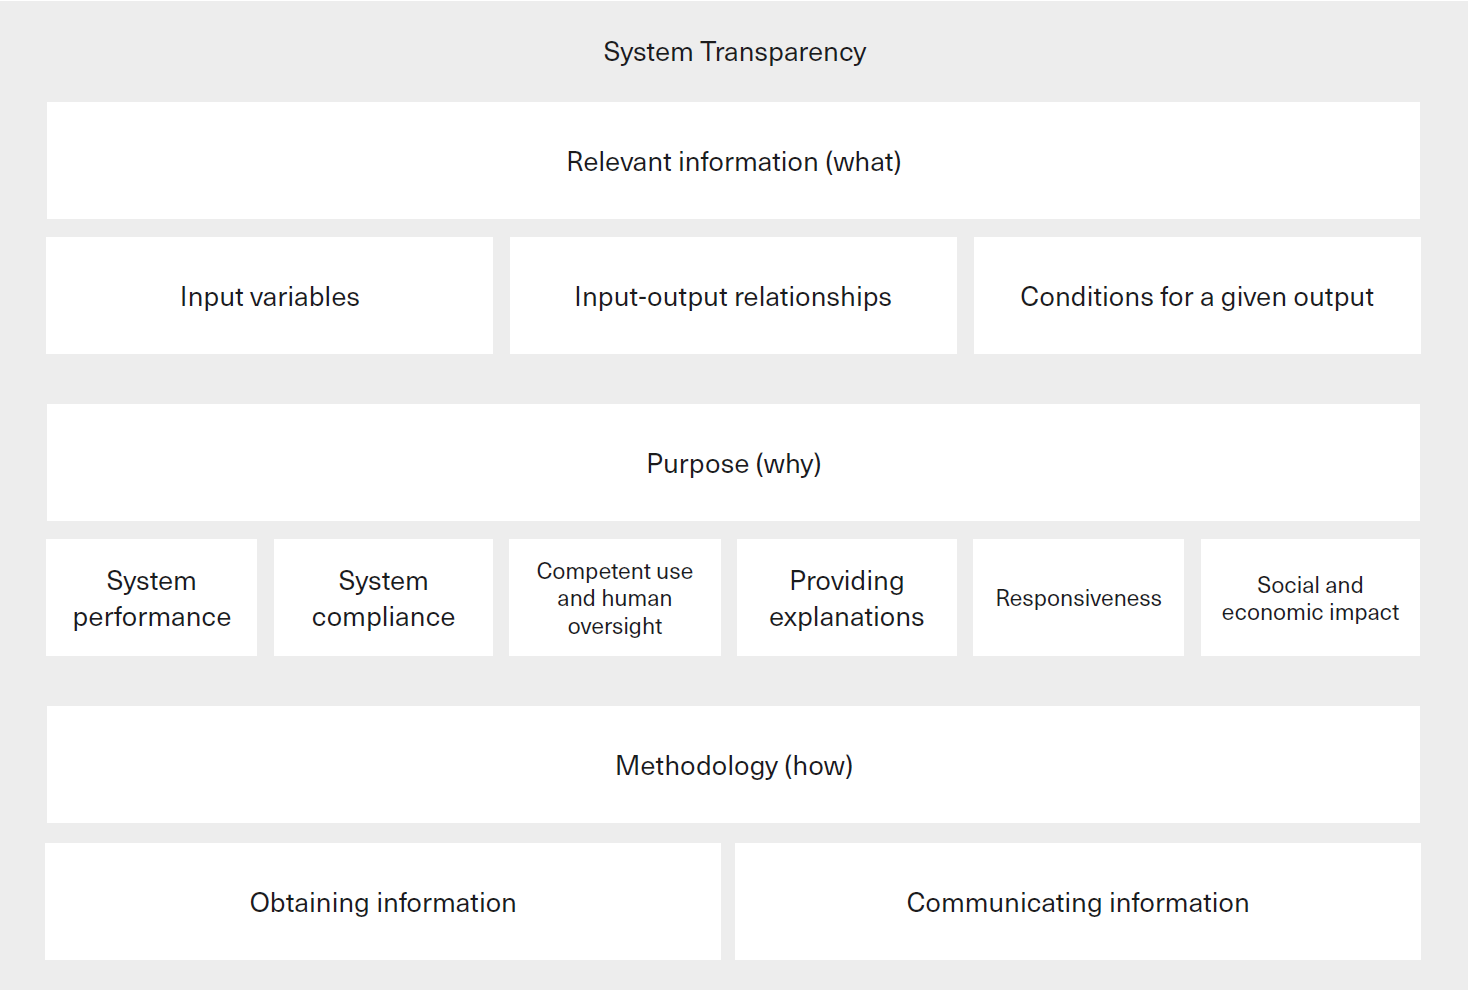 System Transparency
Relevant information (what)
Input variables
Input-output relationships
Conditions for a given output
Purpose (why)
System
performance
System
compliance
Competent use
and human
oversight
Providing
explanations
Responsiveness
Social and
economic impact
Methodology (how)
Obtaining information
Communicating information